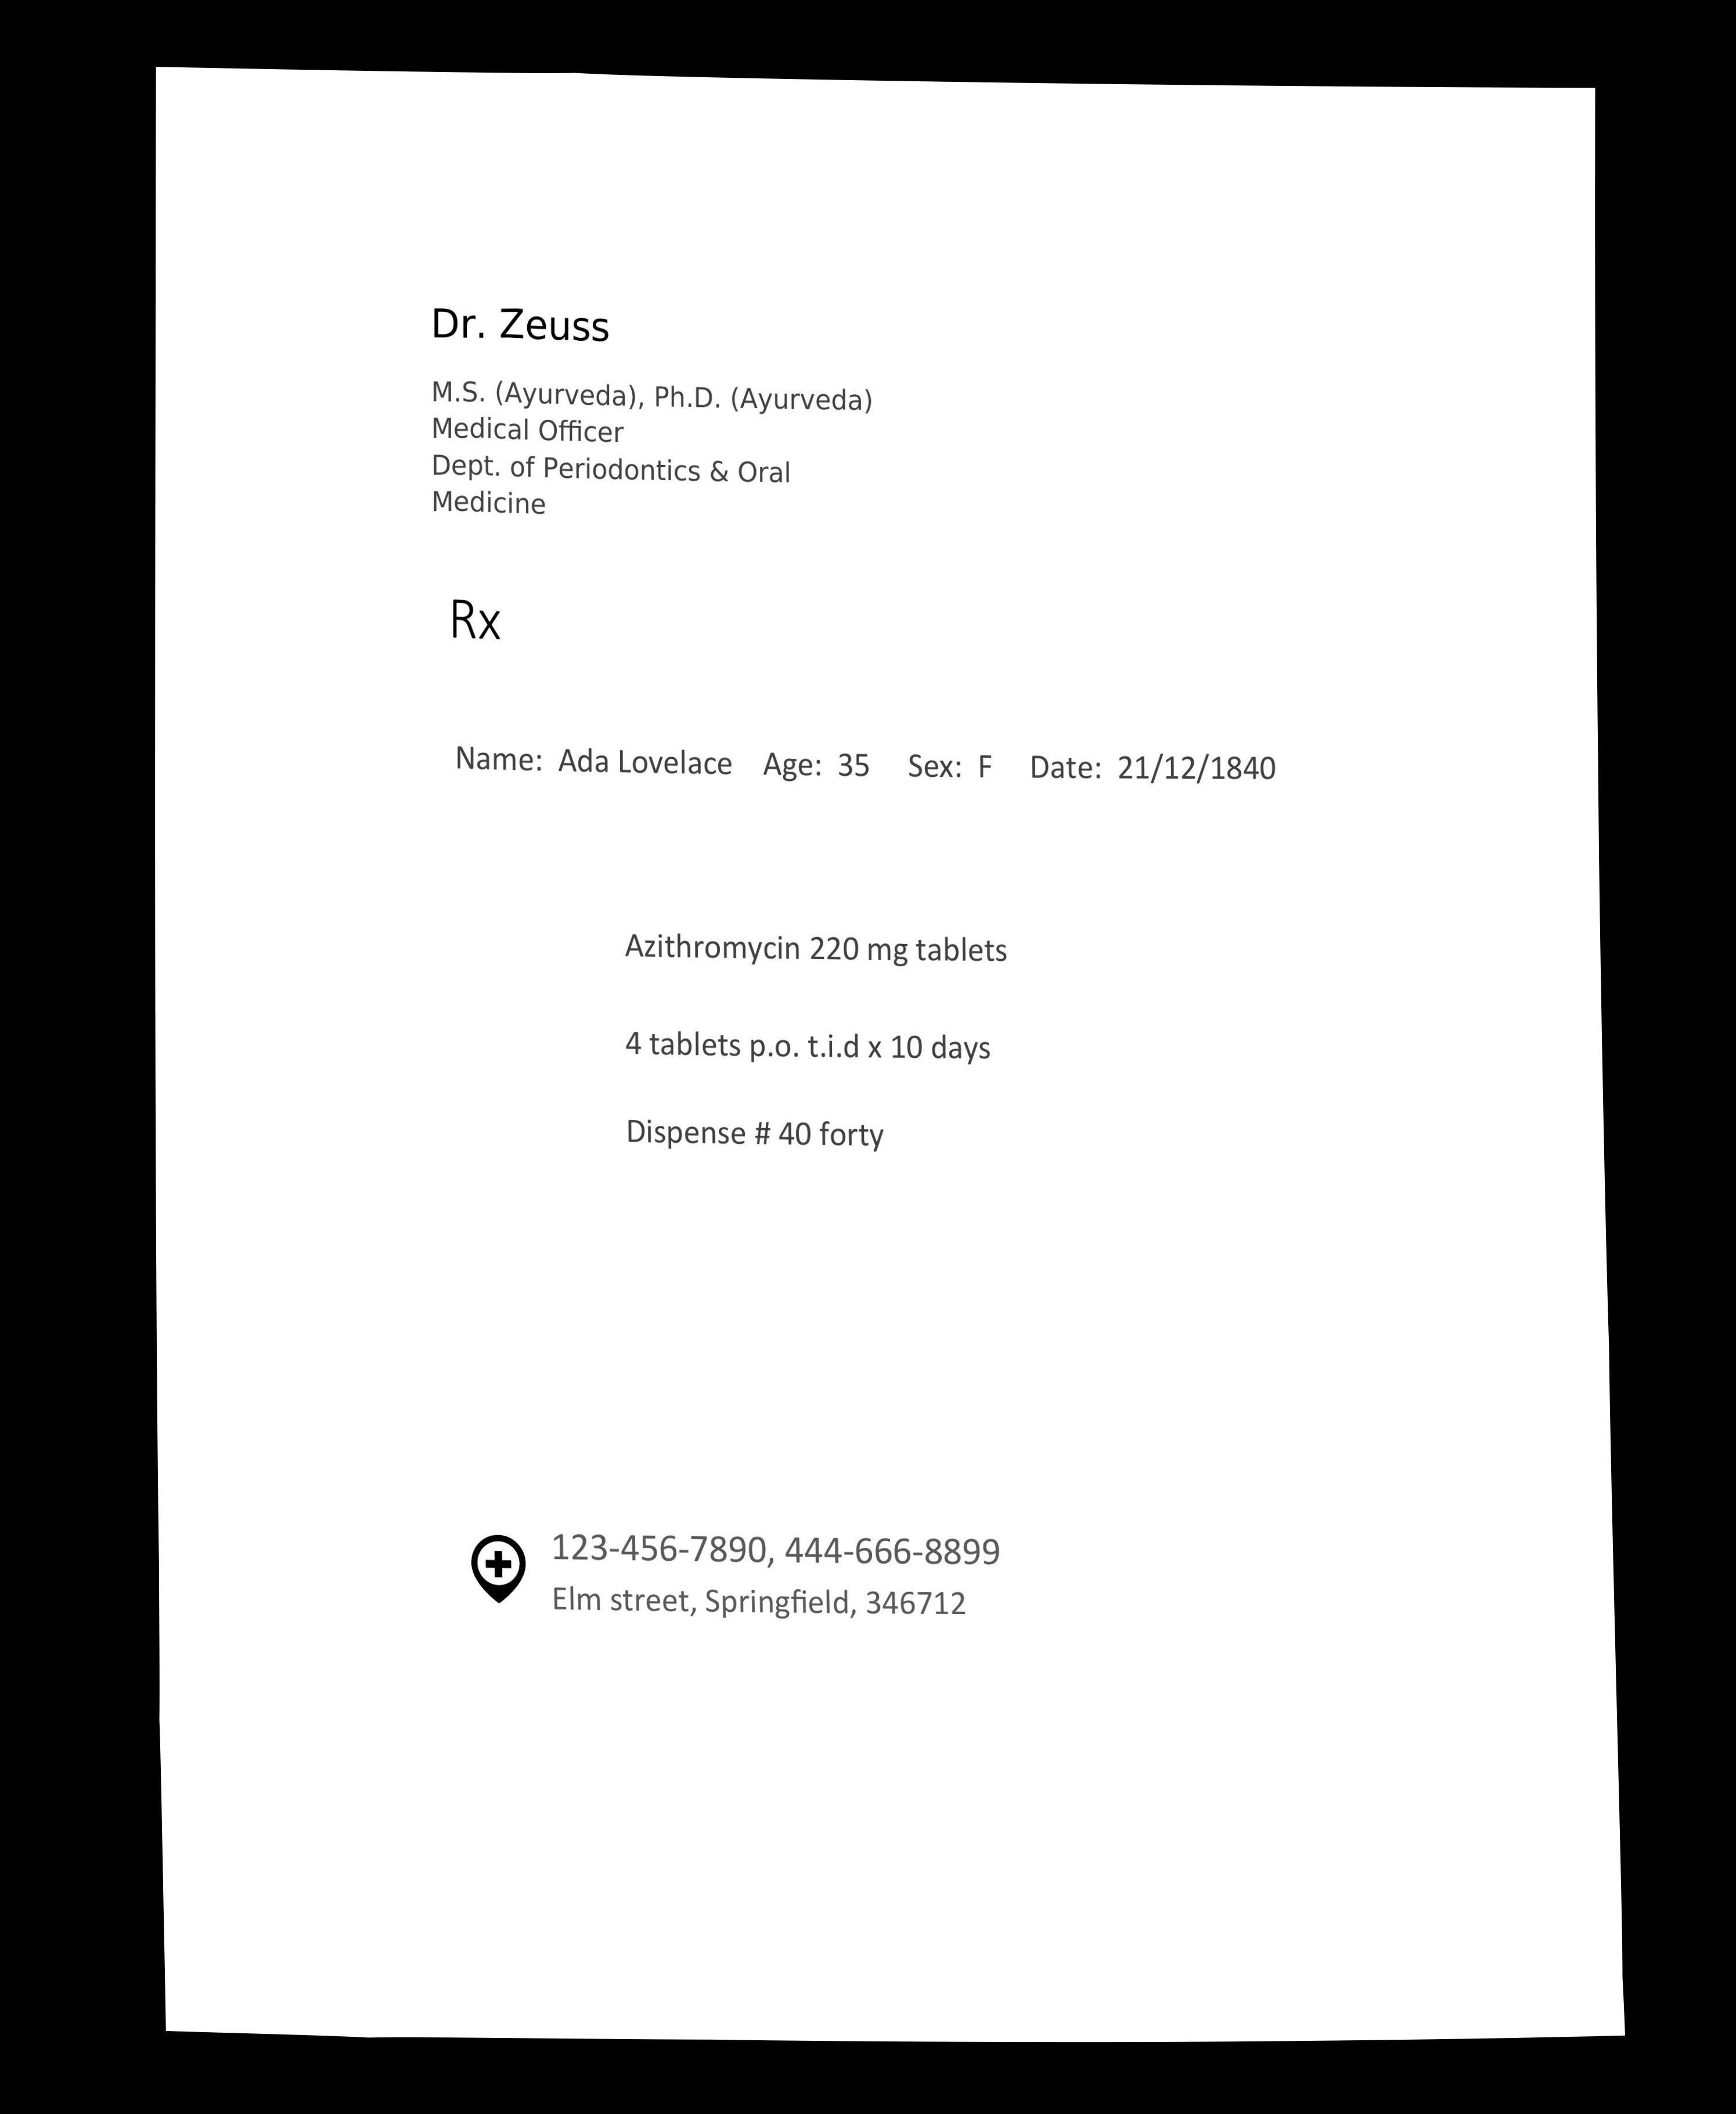 Dr. Zeuss
M.S. (Ayurveda), Ph.D. (Ayurveda)
Medical Officer
Dept. of Periodontics & Oral
Medicine
Rx
Name: Ada Lovelace Age: 35 Sex: F Date: 21/12/1840
Azithromycin 220 mg tablets
4 tablets p.o. t.i.d x 10 days
Dispense # 40 forty
123-456-7890, 444-666-8899
Elm street, Springfield, 346712